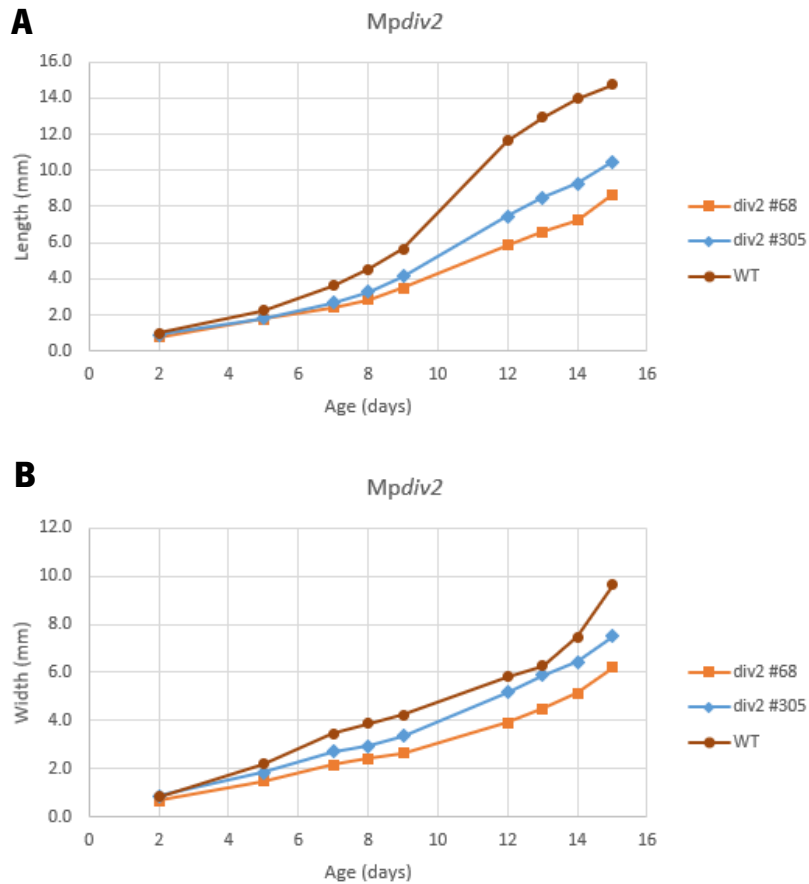 A
Mpdiv2
16.0
14.0
12.0
10.0
8.0
6.0
4.0
2.0
0.0
Length (mm)
0 2 4 6 8 10 12 14 16
Age (days)
div2 #68
div2 #305
WT
B
Mpdiv2
12.0
10.0
8.0
6.0
4.0
2.0
0.0
Width (mm)
0 2 4 6 8 10 12 14 16
Age (days)
div2 #68
div2 #305
WT